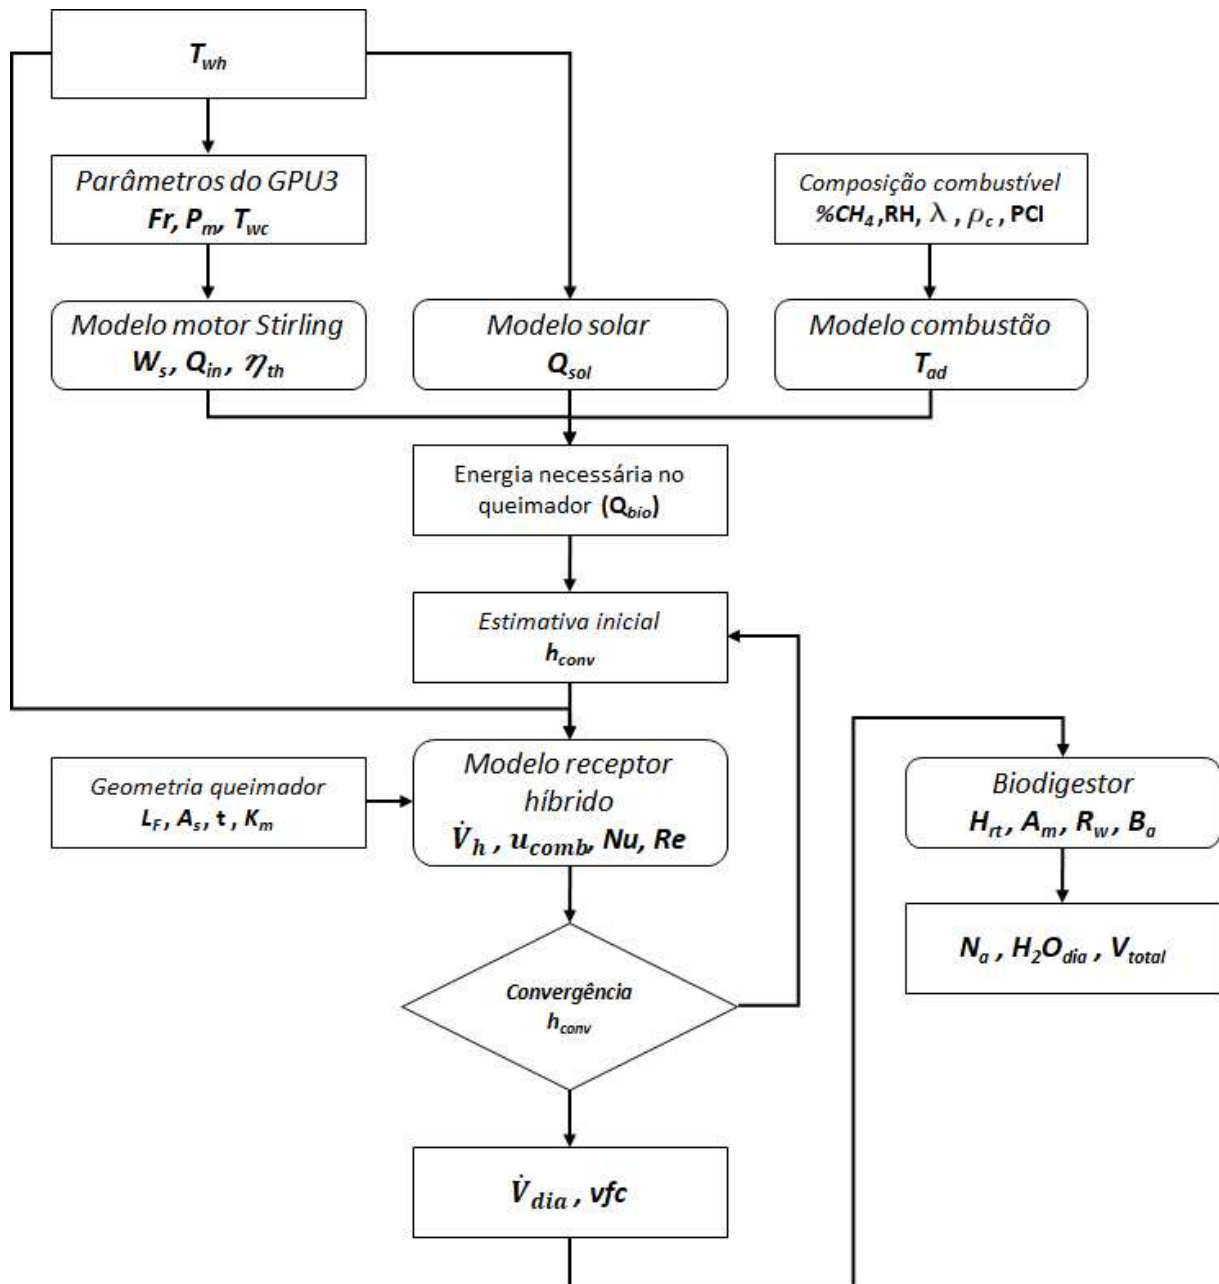 T_wh
Parâmetros do GPU3
Fr, P_m, T_wc
Composição combustível
%CH_4 ,RH, λ , ρ_c , PCI
Modelo motor Stirling
W_s, Q_in, η_th
Modelo solar
Q_sol
Modelo combustão
T_ad
Energia necessária no
queimador (Q_bio)
Estimativa inicial
h_conv
Geometria queimador
L_F, A_s, t , K_m
Modelo receptor
híbrido
V̇_h , u_comb, Nu, Re
Biodigestor
H_rt, A_m, R_w, B_a
N_a , H_2O_dia , V_total
Convergência
h_conv
V̇_dia , vfc